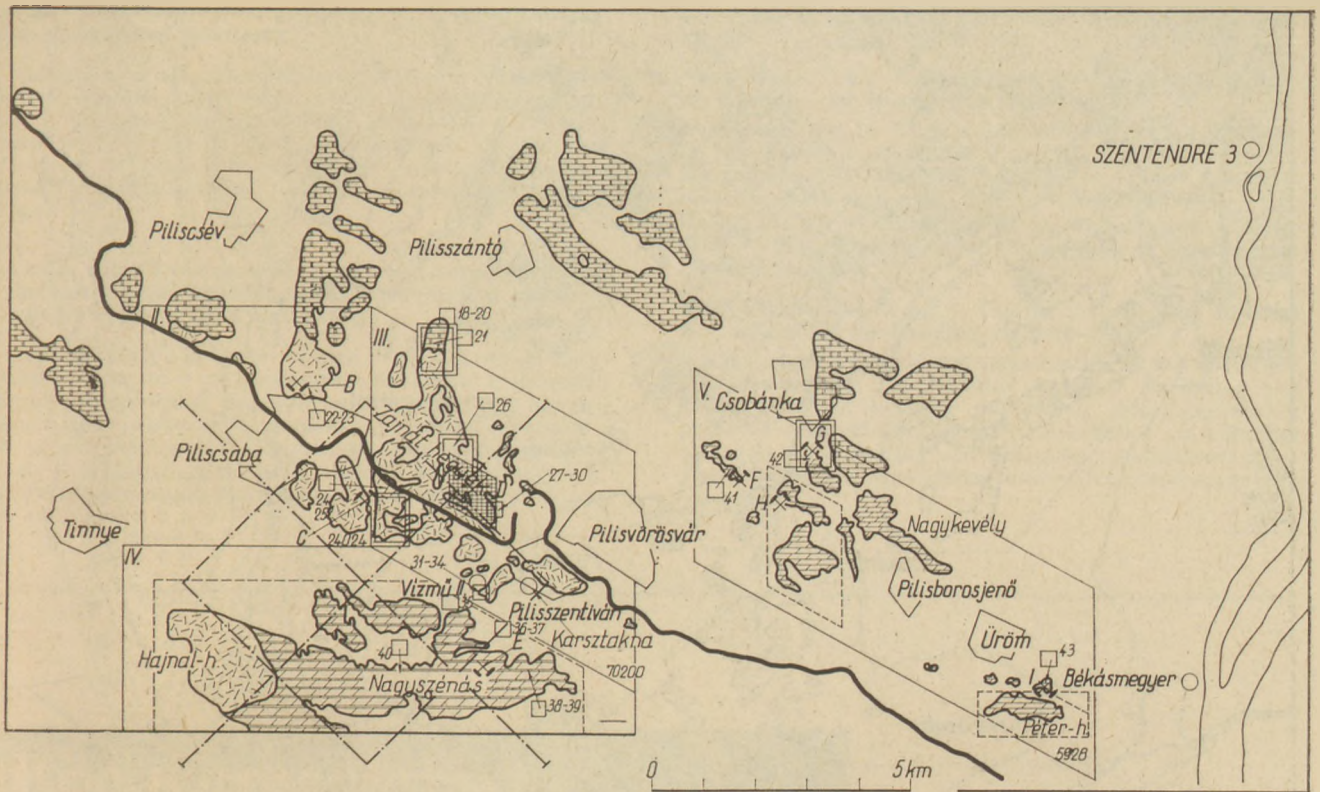 SZENTENDRE 3
Piliscsév
Pilisszántó
II.
18-20
21
III.
B
26
22-23
Zajnát
V.
Csobánka
G
42
Piliscsaba
27-30
F
41
H
24
25
Tinnye
Pilisvörösvár
Nagykevély
C
24024
IV.
31-34
Vízmű II
Pilisborosjenő
Pilisszentiván
36-37
E
Karsztakna
Üröm
43
Hajnal-h.
40
70200
Nagyszénás
I
Békásmegyer
38-39
Péter-h.
5928
0
5 km